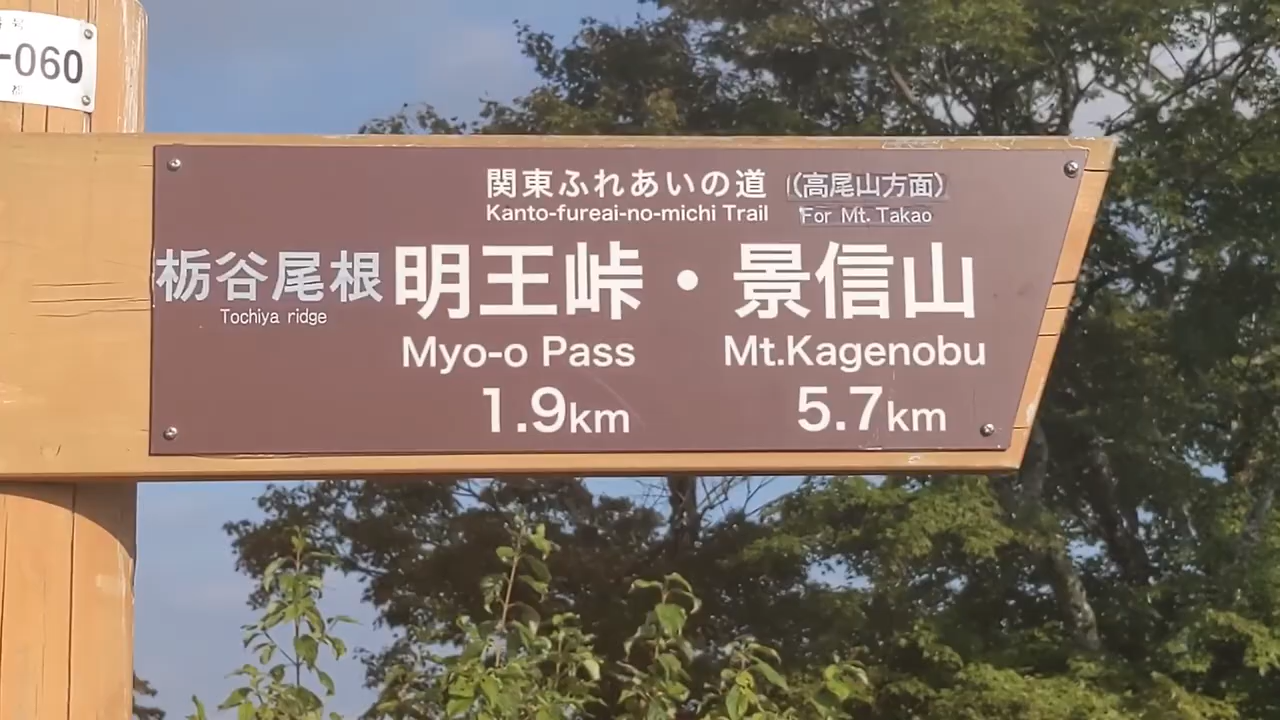 -060
関東ふれあいの道 (高尾山方面)
Kanto-fureai-no-michi Trail For Mt. Takao
栃谷尾根 明王峠・景信山
Tochiya ridge
Myo-o Pass Mt.Kagenobu
1.9km 5.7km